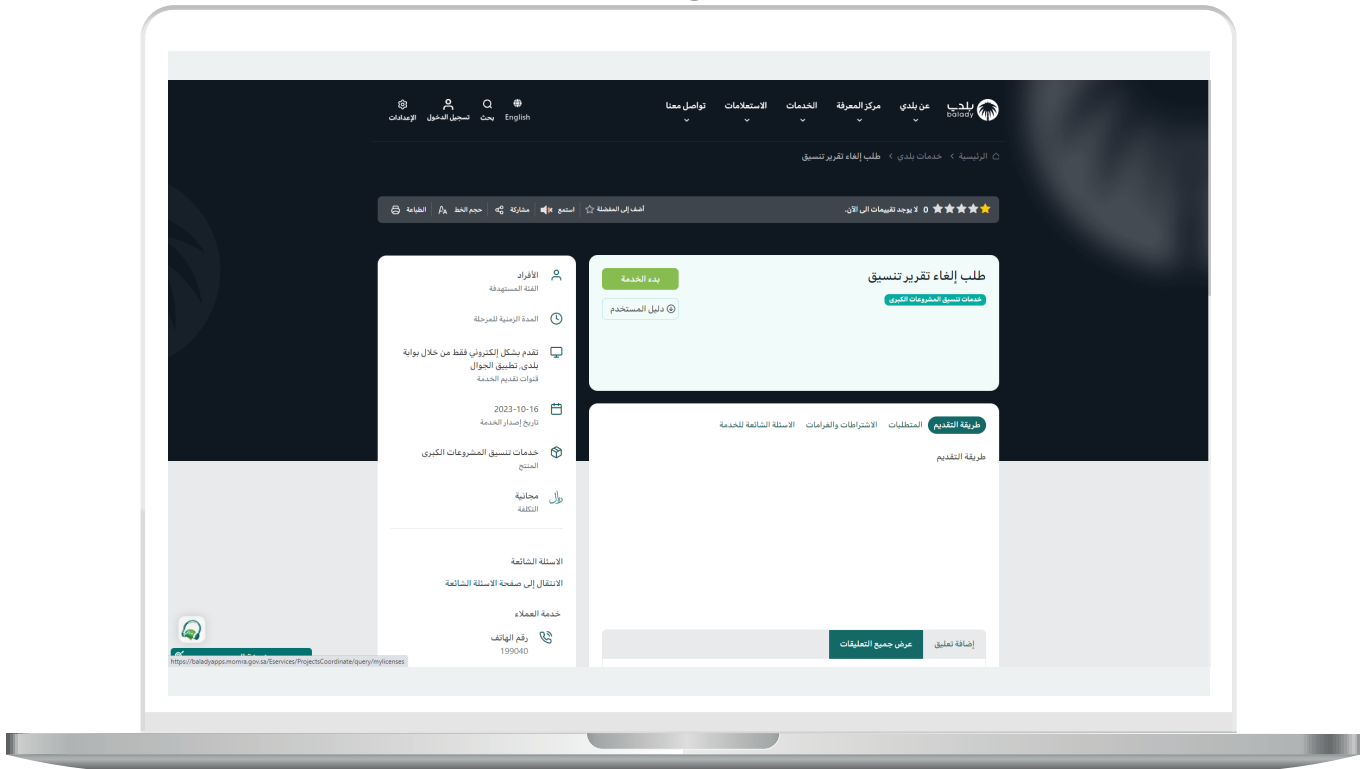 بلدي
balady
عن بلدي
مركز المعرفة
الخدمات
الاستعلامات
تواصل معنا
English
بحث
تسجيل الدخول
الإعدادات
الرئيسية › خدمات بلدي › طلب إلغاء تقرير تنسيق
0 لا يوجد تقييمات الى الآن.
أضف إلى المفضلة
استمع
مشاركة
حجم الخط
الطباعة
طلب إلغاء تقرير تنسيق
خدمات تنسيق المشروعات الكبرى
بدء الخدمة
دليل المستخدم
طريقة التقديم
المتطلبات
الاشتراطات والغرامات
الاسئلة الشائعة للخدمة
طريقة التقديم
إضافة تعليق
عرض جميع التعليقات
الأفراد
الفئة المستهدفة
المدة الزمنية للمرحلة
تقدم بشكل إلكتروني فقط من خلال بوابة
بلدي, تطبيق الجوال
قنوات تقديم الخدمة
2023-10-16
تاريخ إصدار الخدمة
خدمات تنسيق المشروعات الكبرى
المنتج
مجانية
التكلفة
الاسئلة الشائعة
الانتقال إلى صفحة الاسئلة الشائعة
خدمة العملاء
رقم الهاتف
199040
https://baladyapps.momra.gov.sa/Eservices/ProjectsCoordinate/query/mylicenses